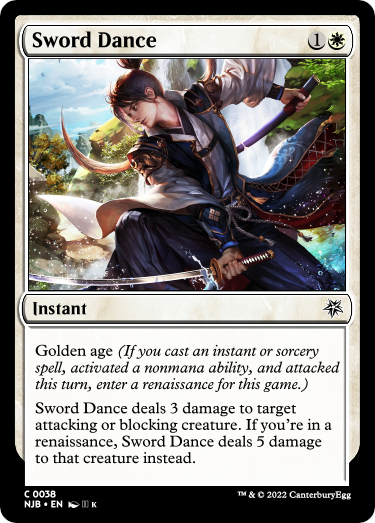 Sword Dance 1
Instant
Golden age (If you cast an instant or sorcery
spell, activated a nonmana ability, and attacked
this turn, enter a renaissance for this game.)
Sword Dance deals 3 damage to target
attacking or blocking creature. If you're in a
renaissance, Sword Dance deals 5 damage
to that creature instead.
C 0038
NJB • EN K
™ & © 2022 CanterburyEgg